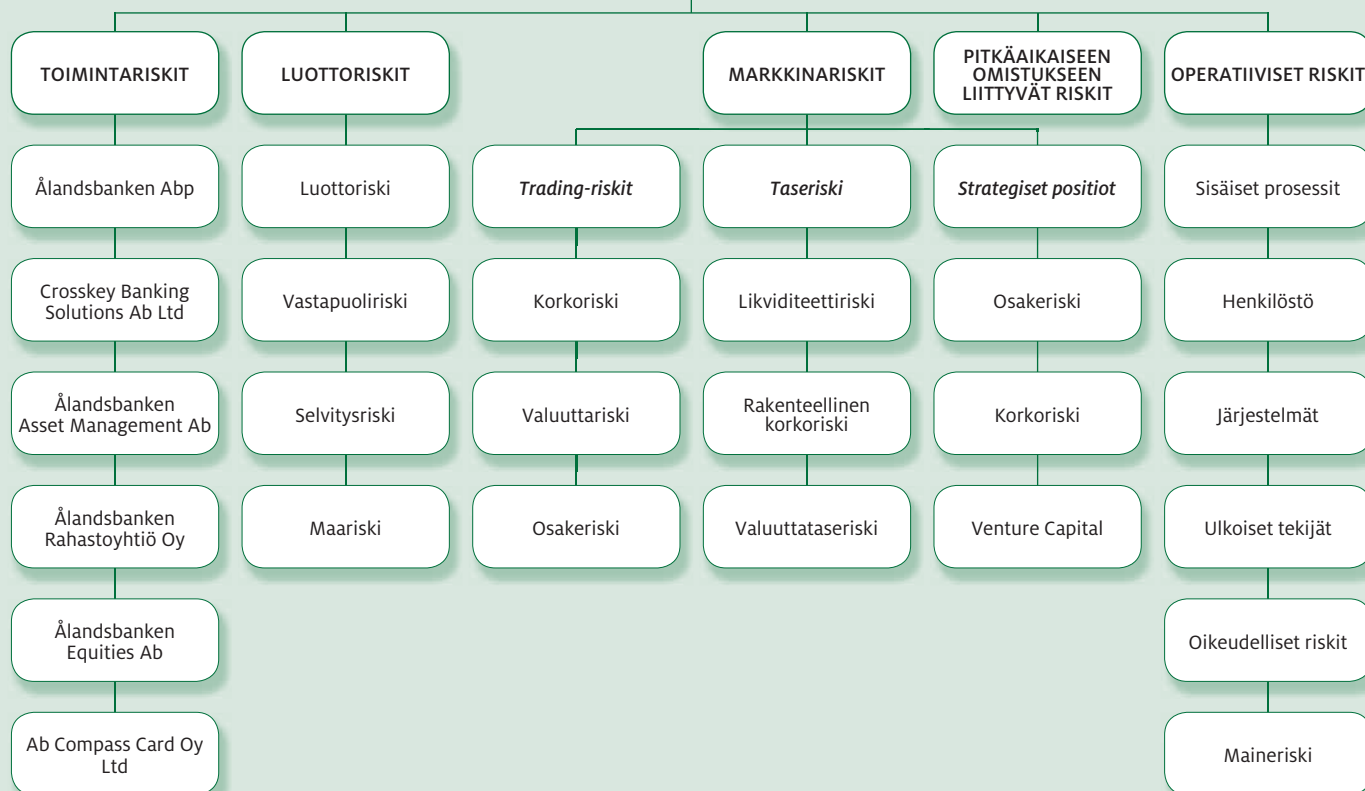 TOIMINTARISKIT
LUOTTORISKIT
MARKKINARISKIT
PITKÄAIKAISEEN
OMISTUKSEEN
LIITTYVÄT RISKIT
OPERATIIVISET RISKIT
Ålandsbanken Abp
Luottoriski
Trading-riskit
Taseriski
Strategiset positiot
Sisäiset prosessit
Crosskey Banking
Solutions Ab Ltd
Vastapuoliriski
Korkoriski
Likviditeettiriski
Osakeriski
Henkilöstö
Ålandsbanken
Asset Management Ab
Selvitysriski
Valuuttariski
Rakenteellinen
korkoriski
Korkoriski
Järjestelmät
Ålandsbanken
Rahastoyhtiö Oy
Maariski
Osakeriski
Valuuttataseriski
Venture Capital
Ulkoiset tekijät
Ålandsbanken
Equities Ab
Oikeudelliset riskit
Ab Compass Card Oy
Ltd
Maineriski